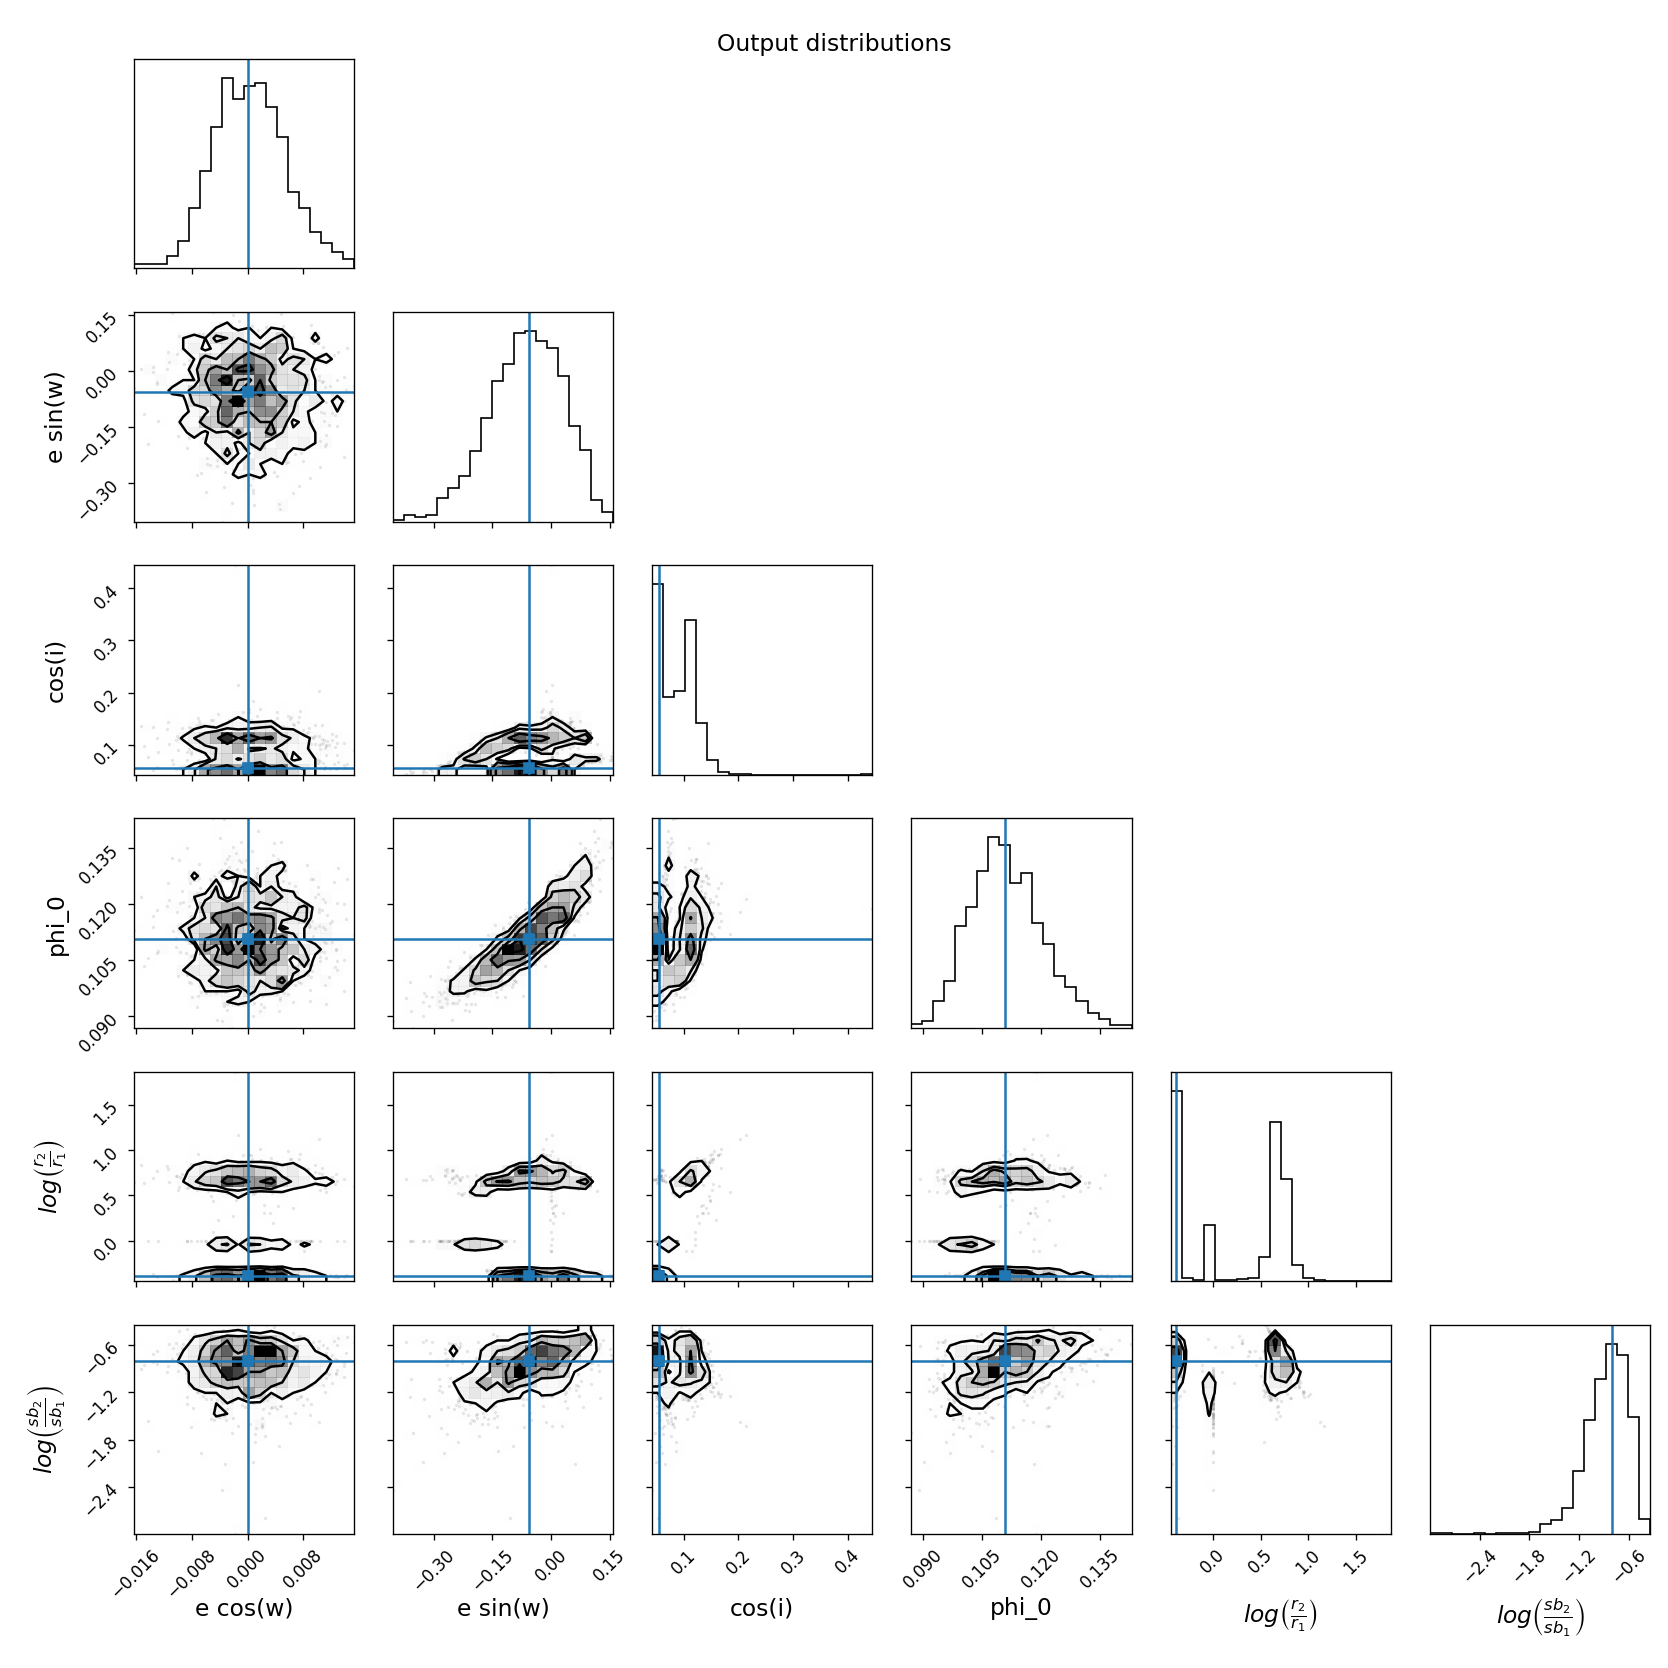 Output distributions
0.15
0.00
−0.15
−0.30
e sin(w)
0.4
0.3
0.2
0.1
cos(i)
0.135
0.120
0.105
0.090
phi_0
1.5
1.0
0.5
0.0
log(r₂/r₁)
−0.6
−1.2
−1.8
−2.4
log(sb₂/sb₁)
−0.016 −0.008 0.000 0.008
−0.30 −0.15 0.00 0.15
0.1 0.2 0.3 0.4
0.090 0.105 0.120 0.135
0.0 0.5 1.0 1.5
−2.4 −1.8 −1.2 −0.6
e cos(w) e sin(w) cos(i) phi_0 log(r₂/r₁) log(sb₂/sb₁)